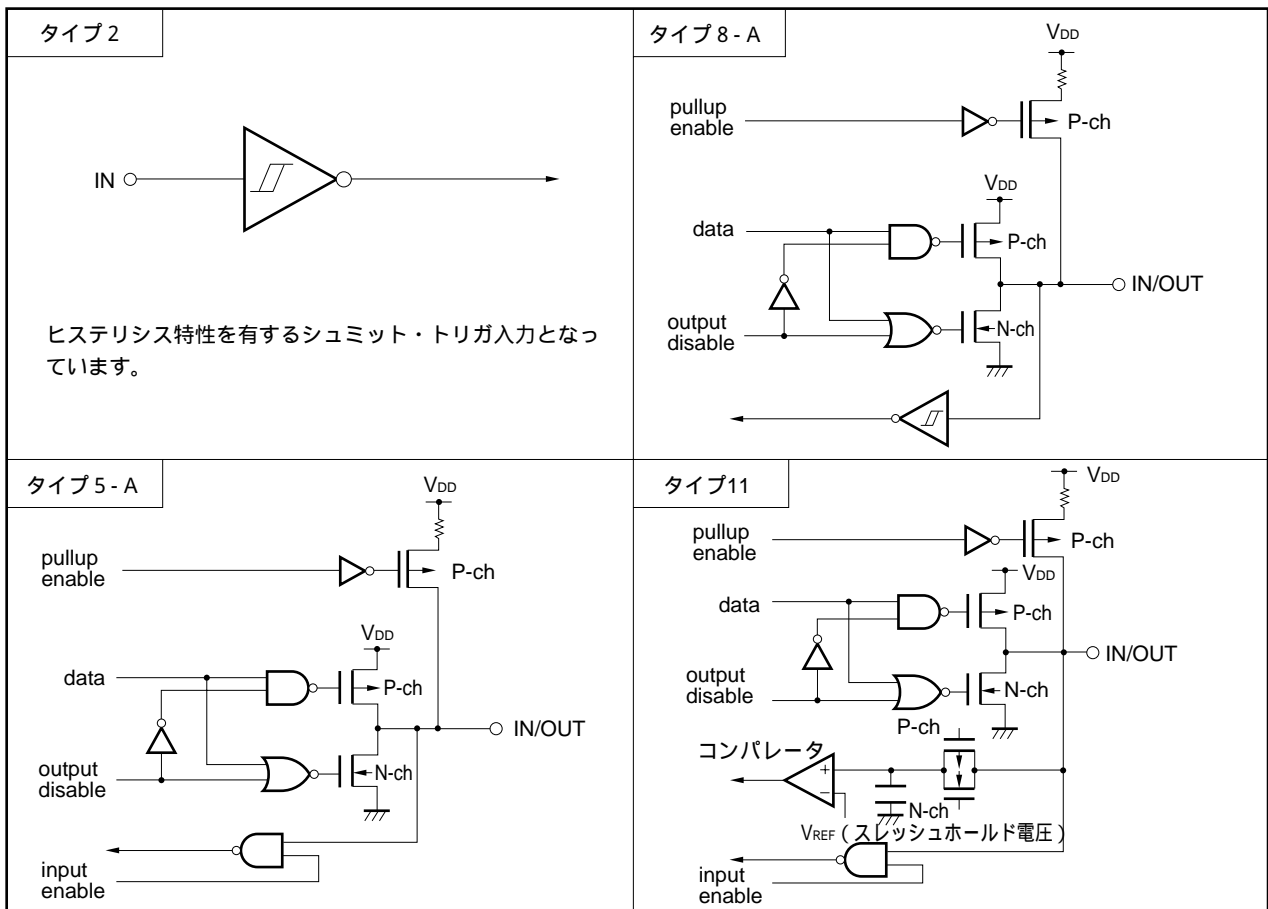 タイプ2
IN
ヒステリシス特性を有するシュミット・トリガ入力となっ
ています。
タイプ8-A
VDD
pullup
enable
P-ch
VDD
data
P-ch
IN/OUT
output
disable
N-ch
タイプ5-A
VDD
pullup
enable
P-ch
VDD
data
P-ch
IN/OUT
output
disable
N-ch
input
enable
タイプ11
VDD
pullup
enable
P-ch
VDD
data
P-ch
IN/OUT
output
disable
N-ch
P-ch
コンパレータ
+
−
N-ch
VREF(スレッシュホールド電圧)
input
enable